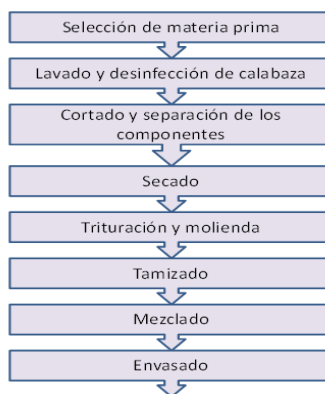 Selección de materia prima
Lavado y desinfección de calabaza
Cortado y separación de los
componentes
Secado
Trituración y molienda
Tamizado
Mezclado
Envasado